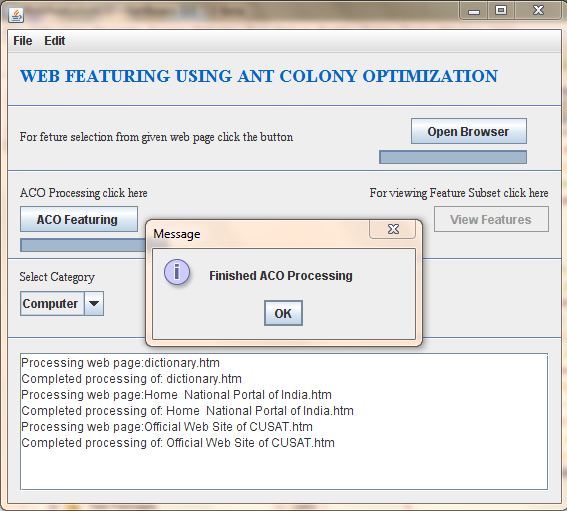 File Edit
WEB FEATURING USING ANT COLONY OPTIMIZATION
For feture selection from given web page click the button
Open Browser
ACO Processing click here
For viewing Feature Subset click here
ACO Featuring
View Features
Message
Finished ACO Processing
OK
Select Category
Computer
Processing web page:dictionary.htm
Completed processing of: dictionary.htm
Processing web page:Home  National Portal of India.htm
Completed processing of: Home  National Portal of India.htm
Processing web page:Official Web Site of CUSAT.htm
Completed processing of: Official Web Site of CUSAT.htm